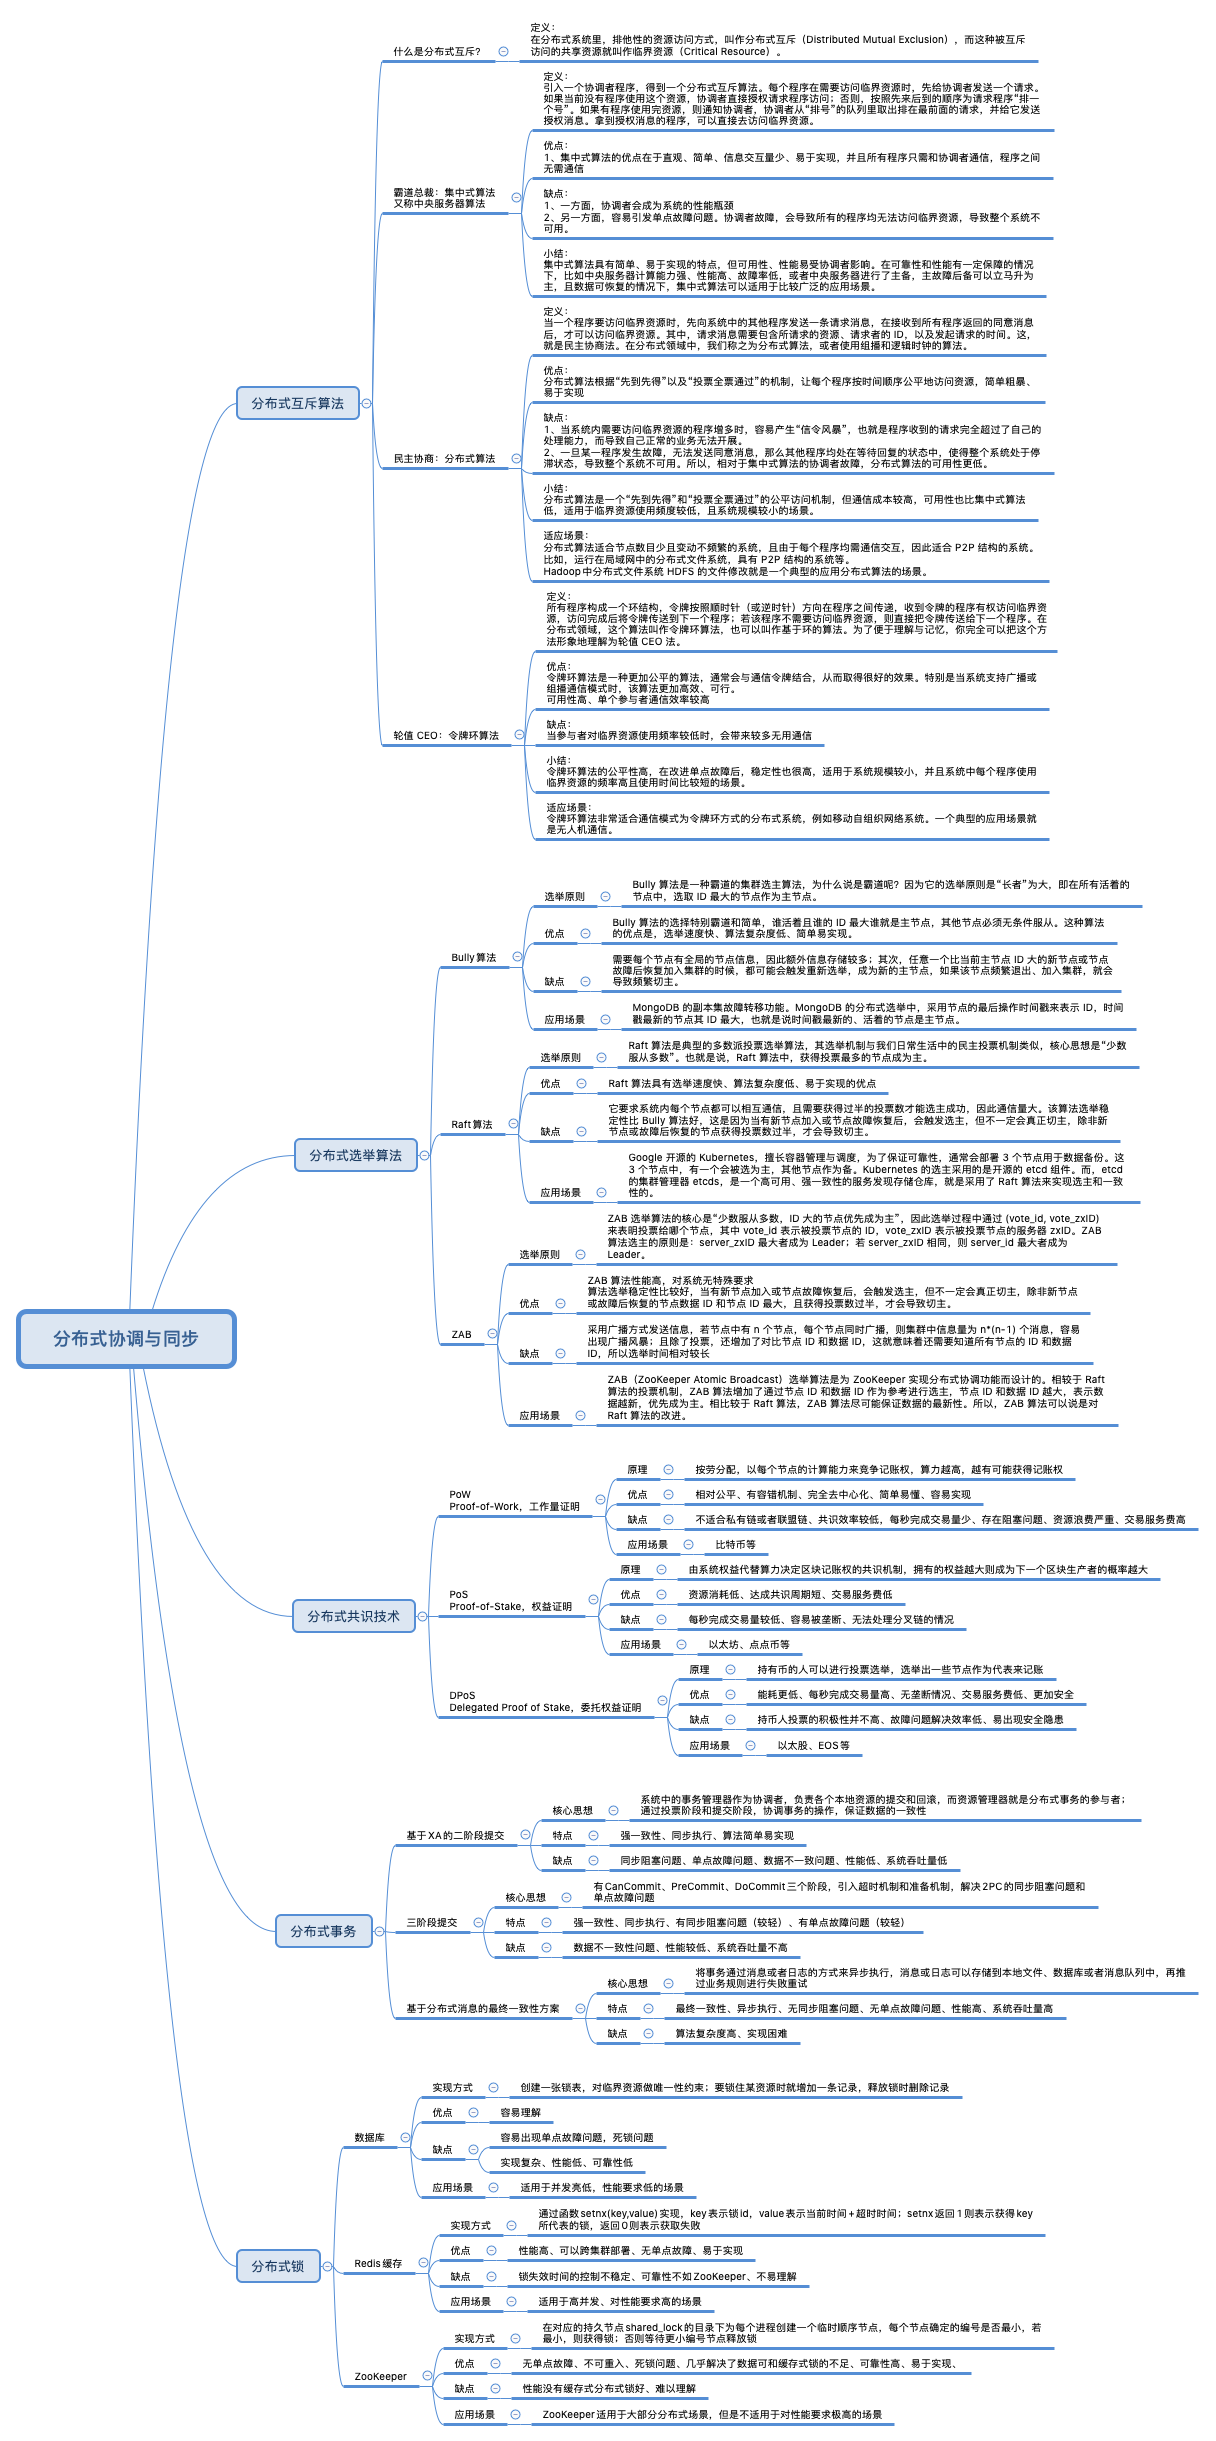 分布式协调与同步
分布式互斥算法
什么是分布式互斥？
定义：
在分布式系统里，排他性的资源访问方式，叫作分布式互斥（Distributed Mutual Exclusion），而这种被互斥
访问的共享资源就叫作临界资源（Critical Resource）。
霸道总裁：集中式算法
又称中央服务器算法
定义：
引入一个协调者程序，得到一个分布式互斥算法。每个程序在需要访问临界资源时，先给协调者发送一个请求。
如果当前没有程序使用这个资源，协调者直接授权请求程序访问；否则，按照先来后到的顺序为请求程序“排一
个号”。如果有程序使用完资源，则通知协调者，协调者从“排号”的队列里取出排在最前面的请求，并给它发送
授权消息。拿到授权消息的程序，可以直接去访问临界资源。
优点：
1、集中式算法的优点在于直观、简单、信息交互量少、易于实现，并且所有程序只需和协调者通信，程序之间
无需通信
缺点：
1、一方面，协调者会成为系统的性能瓶颈
2、另一方面，容易引发单点故障问题。协调者故障，会导致所有的程序均无法访问临界资源，导致整个系统不
可用。
小结：
集中式算法具有简单、易于实现的特点，但可用性、性能易受协调者影响。在可靠性和性能有一定保障的情况
下，比如中央服务器计算能力强、性能高、故障率低，或者中央服务器进行了主备，主故障后备可以立马升为
主，且数据可恢复的情况下，集中式算法可以适用于比较广泛的应用场景。
民主协商：分布式算法
定义：
当一个程序要访问临界资源时，先向系统中的其他程序发送一条请求消息，在接收到所有程序返回的同意消息
后，才可以访问临界资源。其中，请求消息需要包含所请求的资源、请求者的 ID，以及发起请求的时间。这，
就是民主协商法。在分布式领域中，我们称之为分布式算法，或者使用组播和逻辑时钟的算法。
优点：
分布式算法根据“先到先得”以及“投票全票通过”的机制，让每个程序按时间顺序公平地访问资源，简单粗暴、
易于实现
缺点：
1、当系统内需要访问临界资源的程序增多时，容易产生“信令风暴”，也就是程序收到的请求完全超过了自己的
处理能力，而导致自己正常的业务无法开展。
2、一旦某一程序发生故障，无法发送同意消息，那么其他程序均处在等待回复的状态中，使得整个系统处于停
滞状态，导致整个系统不可用。所以，相对于集中式算法的协调者故障，分布式算法的可用性更低。
小结：
分布式算法是一个“先到先得”和“投票全票通过”的公平访问机制，但通信成本较高，可用性也比集中式算法
低，适用于临界资源使用频度较低，且系统规模较小的场景。
适应场景：
分布式算法适合节点数目少且变动不频繁的系统，且由于每个程序均需通信交互，因此适合 P2P 结构的系统。
比如，运行在局域网中的分布式文件系统，具有 P2P 结构的系统等。
Hadoop 中分布式文件系统 HDFS 的文件修改就是一个典型的应用分布式算法的场景。
轮值 CEO：令牌环算法
定义：
所有程序构成一个环结构，令牌按照顺时针（或逆时针）方向在程序之间传递，收到令牌的程序有权访问临界资
源，访问完成后将令牌传送到下一个程序；若该程序不需要访问临界资源，则直接把令牌传送给下一个程序。在
分布式领域，这个算法叫作令牌环算法，也可以叫作基于环的算法。为了便于理解与记忆，你完全可以把这个方
法形象地理解为轮值 CEO 法。
优点：
令牌环算法是一种更加公平的算法，通常会与通信令牌结合，从而取得很好的效果。特别是当系统支持广播或
组播通信模式时，该算法更加高效、可行。
可用性高、单个参与者通信效率较高
缺点：
当参与者对临界资源使用频率较低时，会带来较多无用通信
小结：
令牌环算法的公平性高，在改进单点故障后，稳定性也很高，适用于系统规模较小，并且系统中每个程序使用
临界资源的频率高且使用时间比较短的场景。
适应场景：
令牌环算法非常适合通信模式为令牌环方式的分布式系统，例如移动自组织网络系统。一个典型的应用场景就
是无人机通信。
分布式选举算法
Bully 算法
选举原则
Bully 算法是一种霸道的集群选主算法，为什么说是霸道呢？因为它的选举原则是“长者”为大，即在所有活着的
节点中，选取 ID 最大的节点作为主节点。
优点
Bully 算法的选择特别霸道和简单，谁活着且谁的 ID 最大谁就是主节点，其他节点必须无条件服从。这种算法
的优点是，选举速度快、算法复杂度低、简单易实现。
缺点
需要每个节点有全局的节点信息，因此额外信息存储较多；其次，任意一个比当前主节点 ID 大的新节点或节点
故障后恢复加入集群的时候，都可能会触发重新选举，成为新的主节点，如果该节点频繁退出、加入集群，就会
导致频繁切主。
应用场景
MongoDB 的副本集故障转移功能。MongoDB 的分布式选举中，采用节点的最后操作时间戳来表示 ID，时间
戳最新的节点其 ID 最大，也就是说时间戳最新的、活着的节点是主节点。
Raft 算法
选举原则
Raft 算法是典型的多数派投票选举算法，其选举机制与我们日常生活中的民主投票机制类似，核心思想是“少数
服从多数”。也就是说，Raft 算法中，获得投票最多的节点成为主。
优点
Raft 算法具有选举速度快、算法复杂度低、易于实现的优点
缺点
它要求系统内每个节点都可以相互通信，且需要获得过半的投票数才能选主成功，因此通信量大。该算法选举稳
定性比 Bully 算法好，这是因为当有新节点加入或节点故障恢复后，会触发选主，但不一定会真正切主，除非新
节点或故障后恢复的节点获得投票数过半，才会导致切主。
应用场景
Google 开源的 Kubernetes，擅长容器管理与调度，为了保证可靠性，通常会部署 3 个节点用于数据备份。这
3 个节点中，有一个会被选为主，其他节点作为备。Kubernetes 的选主采用的是开源的 etcd 组件。而，etcd
的集群管理器 etcds，是一个高可用、强一致性的服务发现存储仓库，就是采用了 Raft 算法来实现选主和一致
性的。
ZAB
选举原则
ZAB 选举算法的核心是“少数服从多数，ID 大的节点优先成为主”，因此选举过程中通过 (vote_id, vote_zxID)
来表明投票给哪个节点，其中 vote_id 表示被投票节点的 ID，vote_zxID 表示被投票节点的服务器 zxID。ZAB
算法选主的原则是：server_zxID 最大者成为 Leader；若 server_zxID 相同，则 server_id 最大者成为
Leader。
优点
ZAB 算法性能高，对系统无特殊要求
算法选举稳定性比较好，当有新节点加入或节点故障恢复后，会触发选主，但不一定会真正切主，除非新节点
或故障后恢复的节点数据 ID 和节点 ID 最大，且获得投票数过半，才会导致切主。
缺点
采用广播方式发送信息，若节点中有 n 个节点，每个节点同时广播，则集群中信息量为 n*(n-1) 个消息，容易
出现广播风暴；且除了投票，还增加了对比节点 ID 和数据 ID，这就意味着还需要知道所有节点的 ID 和数据
ID，所以选举时间相对较长
应用场景
ZAB（ZooKeeper Atomic Broadcast）选举算法是为 ZooKeeper 实现分布式协调功能而设计的。相较于 Raft
算法的投票机制，ZAB 算法增加了通过节点 ID 和数据 ID 作为参考进行选主，节点 ID 和数据 ID 越大，表示数
据越新，优先成为主。相比较于 Raft 算法，ZAB 算法尽可能保证数据的最新性。所以，ZAB 算法可以说是对
Raft 算法的改进。
分布式共识技术
PoW
Proof-of-Work，工作量证明
原理
按劳分配，以每个节点的计算能力来竞争记账权，算力越高，越有可能获得记账权
优点
相对公平、有容错机制、完全去中心化、简单易懂、容易实现
缺点
不适合私有链或者联盟链、共识效率较低，每秒完成交易量少、存在阻塞问题、资源浪费严重、交易服务费高
应用场景
比特币等
PoS
Proof-of-Stake，权益证明
原理
由系统权益代替算力决定区块记账权的共识机制，拥有的权益越大则成为下一个区块生产者的概率越大
优点
资源消耗低、达成共识周期短、交易服务费低
缺点
每秒完成交易量较低、容易被垄断、无法处理分叉链的情况
应用场景
以太坊、点点币等
DPoS
Delegated Proof of Stake，委托权益证明
原理
持有币的人可以进行投票选举，选举出一些节点作为代表来记账
优点
能耗更低、每秒完成交易量高、无垄断情况、交易服务费低、更加安全
缺点
持币人投票的积极性并不高、故障问题解决效率低、易出现安全隐患
应用场景
以太股、EOS 等
分布式事务
基于 XA 的二阶段提交
核心思想
系统中的事务管理器作为协调者，负责各个本地资源的提交和回滚，而资源管理器就是分布式事务的参与者；
通过投票阶段和提交阶段，协调事务的操作，保证数据的一致性
特点
强一致性、同步执行、算法简单易实现
缺点
同步阻塞问题、单点故障问题、数据不一致问题、性能低、系统吞吐量低
三阶段提交
核心思想
有 CanCommit、PreCommit、DoCommit 三个阶段，引入超时机制和准备机制，解决 2PC 的同步阻塞问题和
单点故障问题
特点
强一致性、同步执行、有同步阻塞问题（较轻）、有单点故障问题（较轻）
缺点
数据不一致性问题、性能较低、系统吞吐量不高
基于分布式消息的最终一致性方案
核心思想
将事务通过消息或者日志的方式来异步执行，消息或日志可以存储到本地文件、数据库或者消息队列中，再推
过业务规则进行失败重试
特点
最终一致性、异步执行、无同步阻塞问题、无单点故障问题、性能高、系统吞吐量高
缺点
算法复杂度高、实现困难
分布式锁
数据库
实现方式
创建一张锁表，对临界资源做唯一性约束；要锁住某资源时就增加一条记录，释放锁时删除记录
优点
容易理解
缺点
容易出现单点故障问题，死锁问题
实现复杂、性能低、可靠性低
应用场景
适用于并发亮低，性能要求低的场景
Redis 缓存
实现方式
通过函数 setnx(key,value) 实现，key 表示锁 id，value 表示当前时间 + 超时时间；setnx 返回 1 则表示获得 key
所代表的锁，返回 0 则表示获取失败
优点
性能高、可以跨集群部署、无单点故障、易于实现
缺点
锁失效时间的控制不稳定、可靠性不如 ZooKeeper、不易理解
应用场景
适用于高并发、对性能要求高的场景
ZooKeeper
实现方式
在对应的持久节点 shared_lock 的目录下为每个进程创建一个临时顺序节点，每个节点确定的编号是否最小，若
最小，则获得锁；否则等待更小编号节点释放锁
优点
无单点故障、不可重入、死锁问题、几乎解决了数据可和缓存式锁的不足、可靠性高、易于实现、
缺点
性能没有缓存式分布式锁好、难以理解
应用场景
ZooKeeper 适用于大部分分布式场景，但是不适用于对性能要求极高的场景